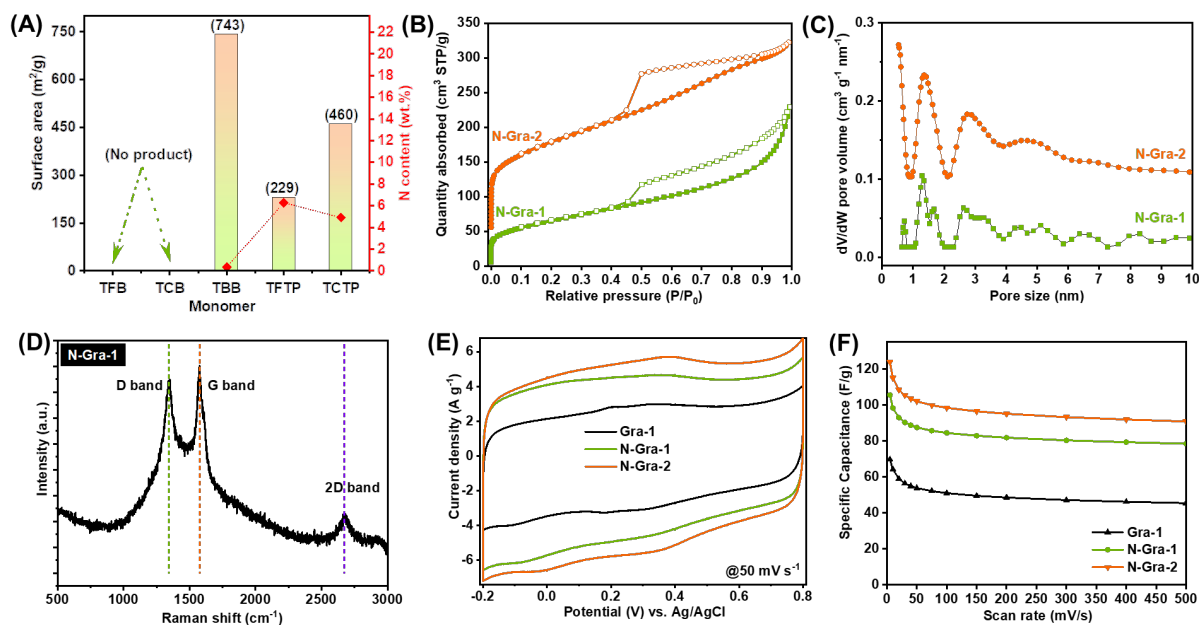 (A)
Surface area (m²/g)
750
600
450
300
150
0
(743)
(No product)
(229)
(460)
TFB TCB TBB TFTP TCTP
Monomer
22
20
18
16
14
12
10
8
6
4
2
0
N content (wt.%)
(B)
Quantity absorbed (cm³ STP/g)
350
300
250
200
150
100
50
0
N-Gra-2
N-Gra-1
0.0 0.1 0.2 0.3 0.4 0.5 0.6 0.7 0.8 0.9 1.0
Relative pressure (P/P₀)
(C)
dV/dW pore volume (cm³ g⁻¹ nm⁻¹)
0.3
0.2
0.1
0.0
N-Gra-2
N-Gra-1
0 1 2 3 4 5 6 7 8 9 10
Pore size (nm)
(D)
N-Gra-1
D band
G band
2D band
Intensity (a.u.)
500 1000 1500 2000 2500 3000
Raman shift (cm⁻¹)
(E)
Current density (A g⁻¹)
6
4
2
0
-2
-4
-6
Gra-1
N-Gra-1
N-Gra-2
@50 mV s⁻¹
-0.2 0.0 0.2 0.4 0.6 0.8
Potential (V) vs. Ag/AgCl
(F)
Specific Capacitance (F/g)
120
100
80
60
40
20
0
Gra-1
N-Gra-1
N-Gra-2
0 50 100 150 200 250 300 350 400 450 500
Scan rate (mV/s)